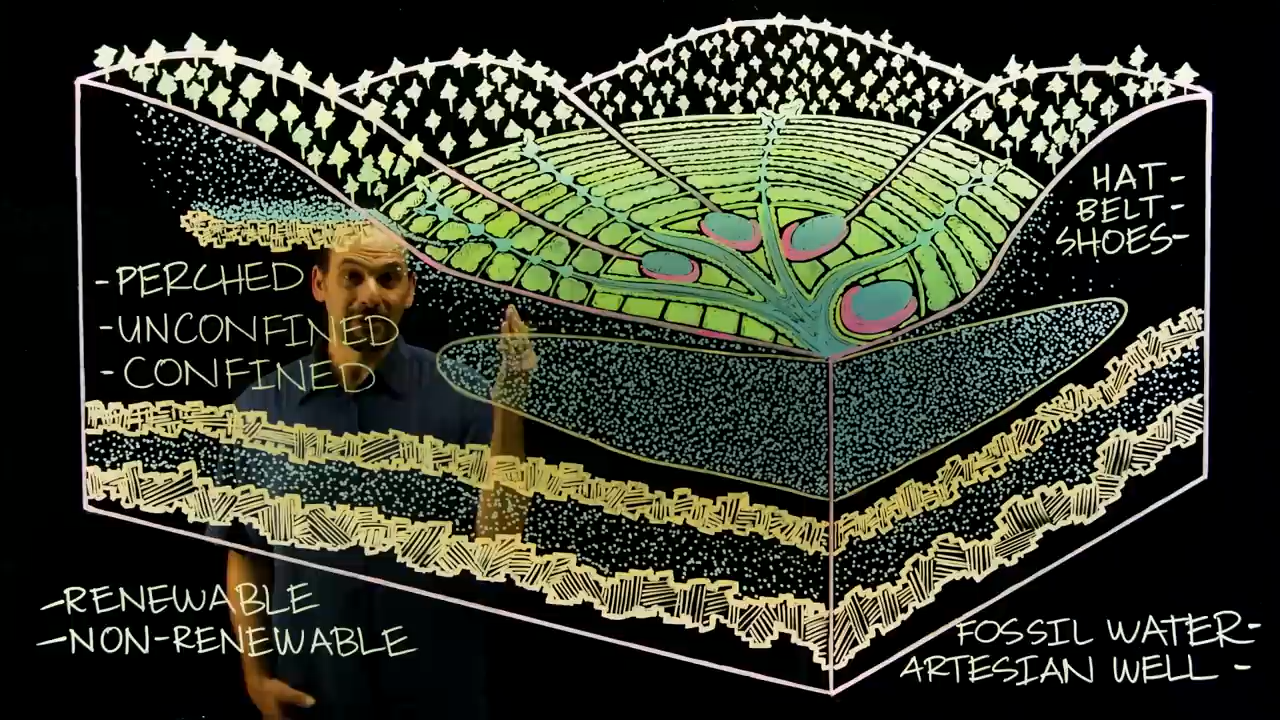 HAT-
BELT-
SHOES-
-PERCHED
-UNCONFINED
-CONFINED
-RENEWABLE
-NON-RENEWABLE
FOSSIL WATER-
ARTESIAN WELL -